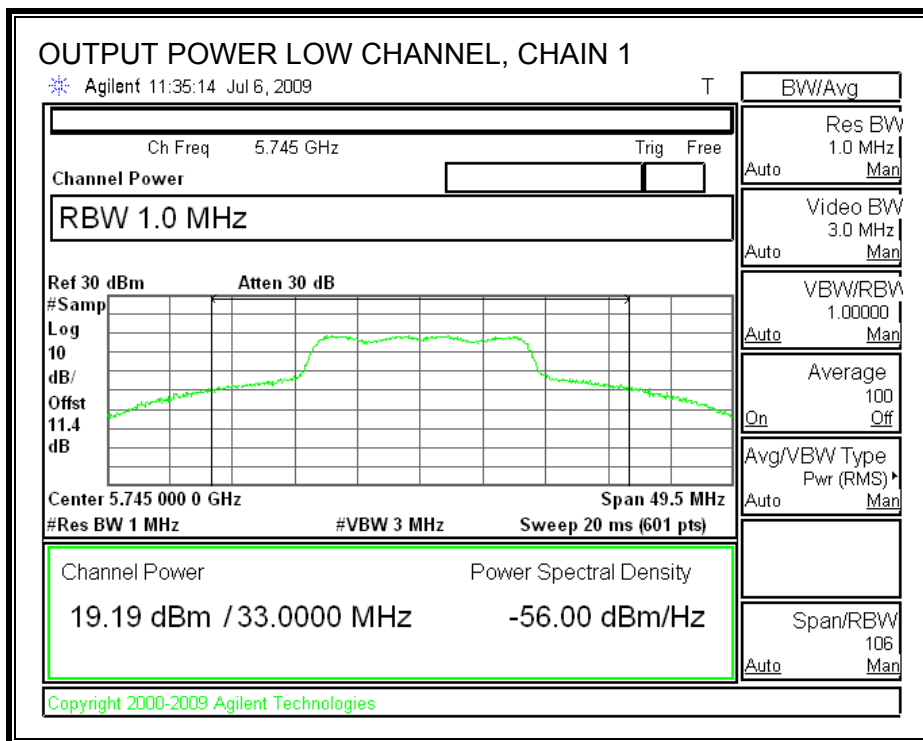 OUTPUT POWER LOW CHANNEL, CHAIN 1
Agilent 11:35:14 Jul 6, 2009 T
Ch Freq 5.745 GHz Trig Free
Channel Power
RBW 1.0 MHz
Ref 30 dBm Atten 30 dB
#Samp
Log
10
dB/
Offst
11.4
dB
Center 5.745 000 0 GHz Span 49.5 MHz
#Res BW 1 MHz #VBW 3 MHz Sweep 20 ms (601 pts)
Channel Power Power Spectral Density
19.19 dBm / 33.0000 MHz -56.00 dBm/Hz
Copyright 2000-2009 Agilent Technologies
BW/Avg
Res BW
1.0 MHz
Auto Man
Video BW
3.0 MHz
Auto Man
VBW/RBW
1.00000
Auto Man
Average
100
On Off
Avg/VBW Type
Pwr (RMS)
Auto Man
Span/RBW
106
Auto Man